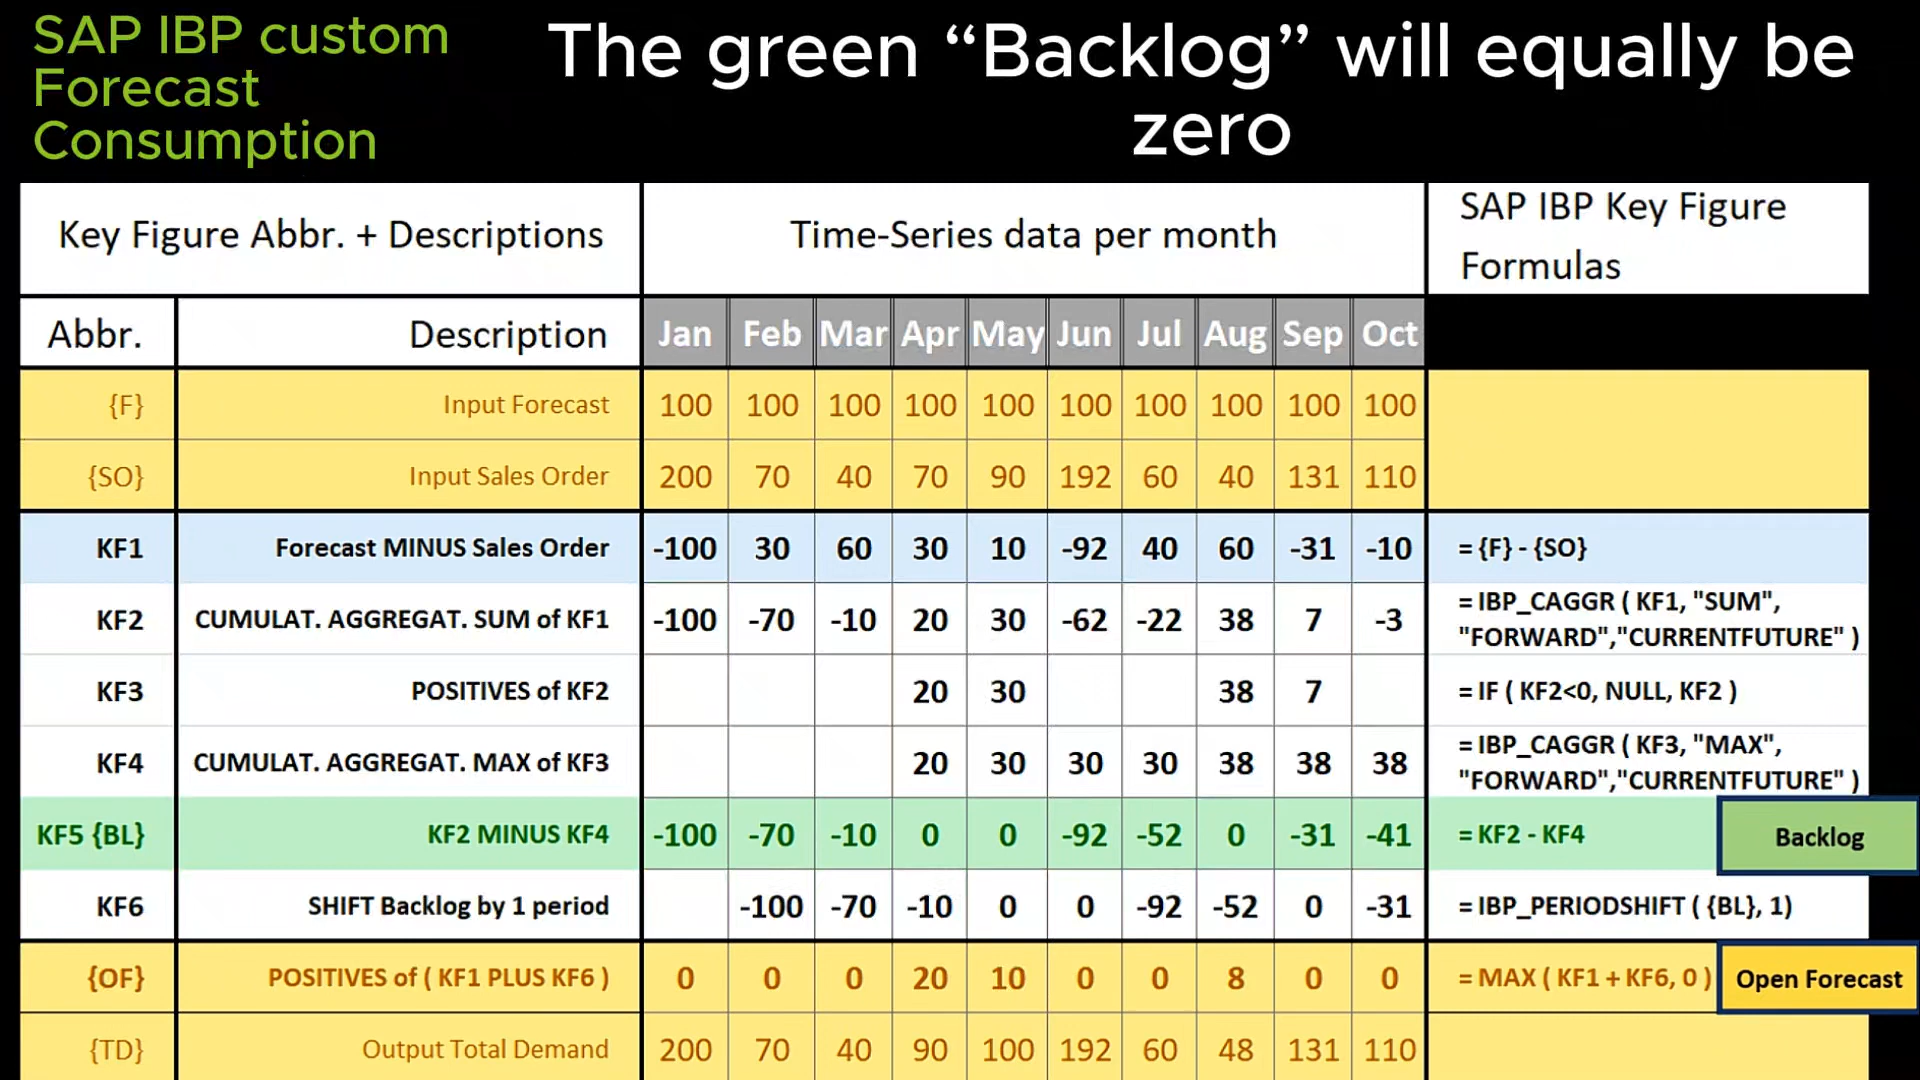 SAP IBP custom
Forecast
Consumption
The green “Backlog” will equally be
zero
Key Figure Abbr. + Descriptions
Time-Series data per month
SAP IBP Key Figure
Formulas
Abbr. Description Jan Feb Mar Apr May Jun Jul Aug Sep Oct
{F} Input Forecast 100 100 100 100 100 100 100 100 100 100
{SO} Input Sales Order 200 70 40 70 90 192 60 40 131 110
KF1 Forecast MINUS Sales Order -100 30 60 30 10 -92 40 60 -31 -10 = {F} - {SO}
KF2 CUMULAT. AGGREGAT. SUM of KF1 -100 -70 -10 20 30 -62 -22 38 7 -3 = IBP_CAGGR ( KF1, "SUM",
"FORWARD","CURRENTFUTURE" )
KF3 POSITIVES of KF2 20 30 38 7 = IF ( KF2<0, NULL, KF2 )
KF4 CUMULAT. AGGREGAT. MAX of KF3 20 30 30 30 38 38 38 = IBP_CAGGR ( KF3, "MAX",
"FORWARD","CURRENTFUTURE" )
KF5 {BL} KF2 MINUS KF4 -100 -70 -10 0 0 -92 -52 0 -31 -41 = KF2 - KF4 Backlog
KF6 SHIFT Backlog by 1 period -100 -70 -10 0 0 -92 -52 0 -31 = IBP_PERIODSHIFT ( {BL}, 1)
{OF} POSITIVES of ( KF1 PLUS KF6 ) 0 0 0 20 10 0 0 8 0 0 = MAX ( KF1 + KF6, 0 ) Open Forecast
{TD} Output Total Demand 200 70 40 90 100 192 60 48 131 110